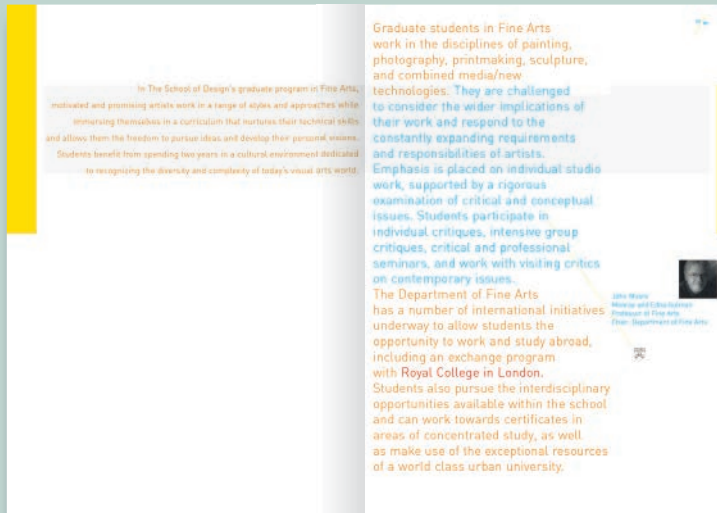 In The School of Design's graduate program in Fine Arts,
motivated and promising artists work in a range of styles and approaches while
immersing themselves in a curriculum that nurtures their technical skills
and allows them the freedom to pursue ideas and develop their personal visions.
Students benefit from spending two years in a cultural environment dedicated
to recognizing the diversity and complexity of today's visual arts world.
Graduate students in Fine Arts
work in the disciplines of painting,
photography, printmaking, sculpture,
and combined media/new
technologies. They are challenged
to consider the wider implications of
their work and respond to the
constantly expanding requirements
and responsibilities of artists.
Emphasis is placed on individual studio
work, supported by a rigorous
examination of critical and conceptual
issues. Students participate in
individual critiques, intensive group
critiques, critical and professional
seminars, and work with visiting critics
on contemporary issues.
The Department of Fine Arts
has a number of international initiatives
underway to allow students the
opportunity to work and study abroad,
including an exchange program
with Royal College in London.
Students also pursue the interdisciplinary
opportunities available within the school
and can work towards certificates in
areas of concentrated study, as well
as make use of the exceptional resources
of a world class urban university.
John Moore
Professor of Fine Arts
Chair, Department of Fine Arts